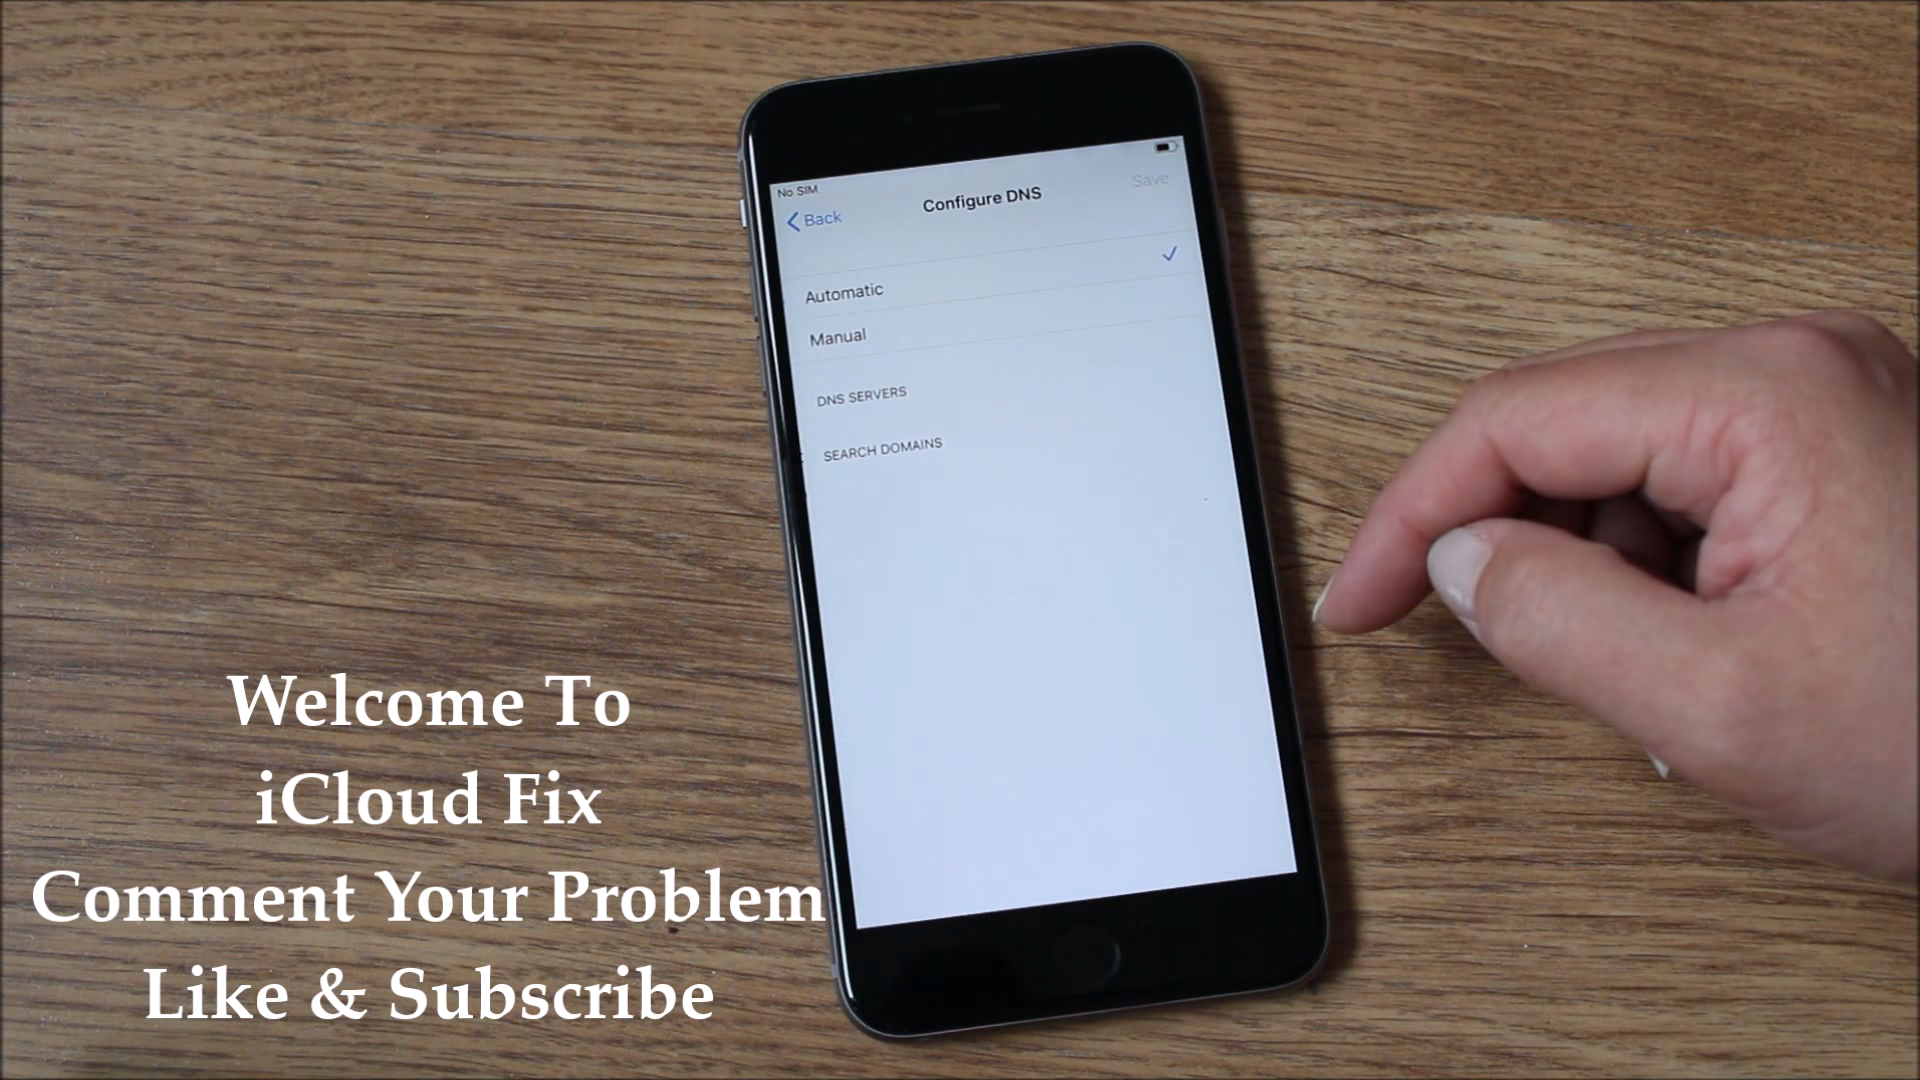 No SIM
Back
Configure DNS
Save
Automatic
Manual
DNS SERVERS
SEARCH DOMAINS
Welcome To
iCloud Fix
Comment Your Problem
Like & Subscribe